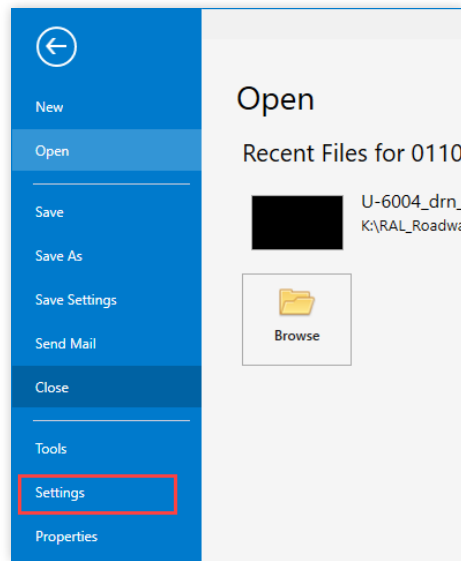 New
Open
Save
Save As
Save Settings
Send Mail
Close
Tools
Settings
Properties
Open
Recent Files for 0110
U-6004_drn_
K:\RAL_Roadwa
Browse